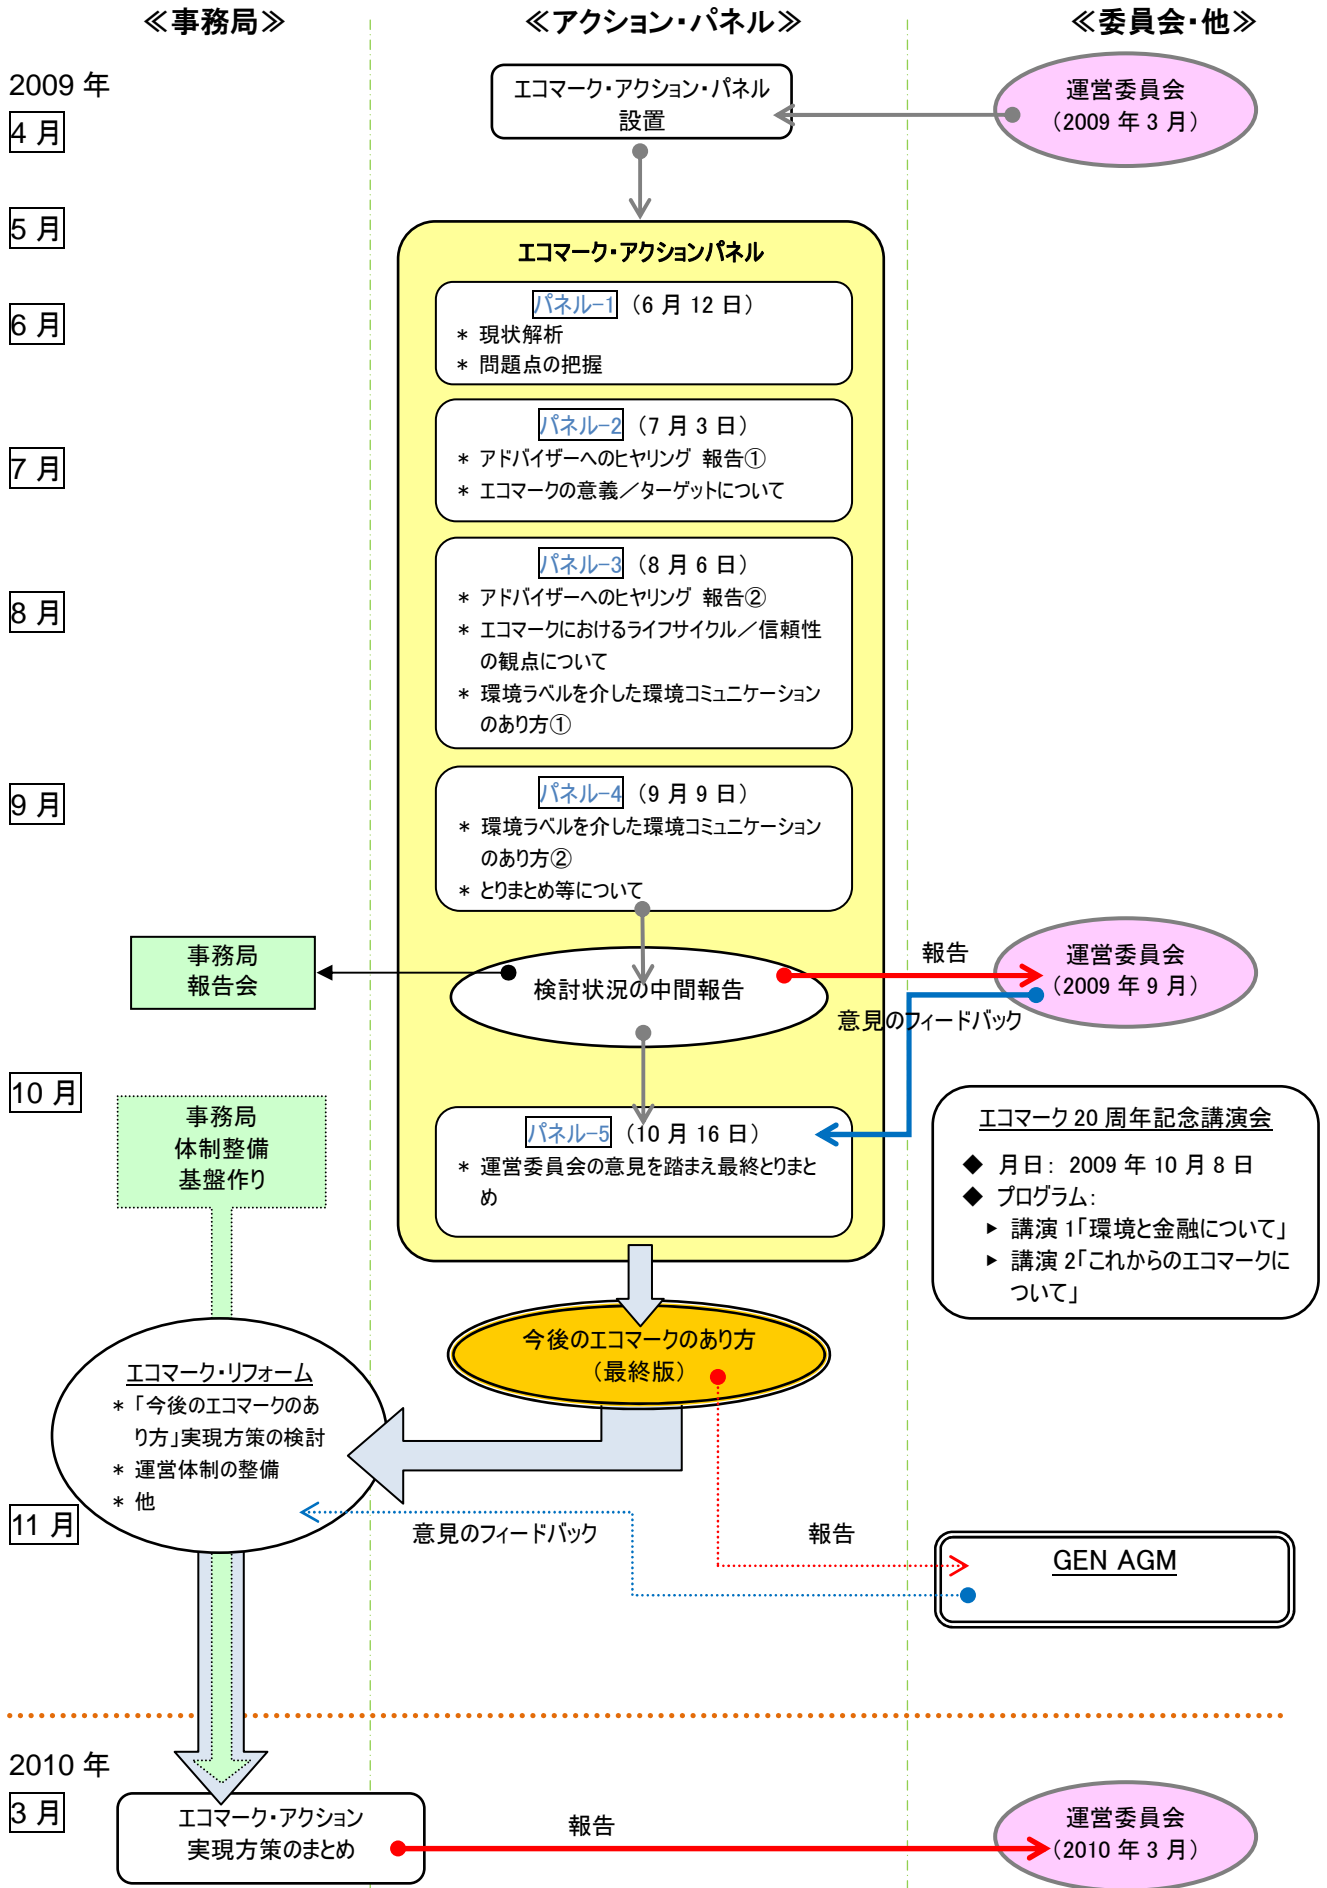 ≪事務局≫
≪アクション・パネル≫
≪委員会・他≫
2009 年
4 月
エコマーク・アクション・パネル
設置
運営委員会
（2009 年 3 月）
5 月
エコマーク・アクションパネル
6 月
パネル-1 （6 月 12 日）
* 現状解析
* 問題点の把握
7 月
パネル-2 （7 月 3 日）
* アドバイザーへのヒヤリング 報告①
* エコマークの意義／ターゲットについて
8 月
パネル-3 （8 月 6 日）
* アドバイザーへのヒヤリング 報告②
* エコマークにおけるライフサイクル／信頼性
の観点について
* 環境ラベルを介した環境コミュニケーション
のあり方①
9 月
パネル-4 （9 月 9 日）
* 環境ラベルを介した環境コミュニケーション
のあり方②
* とりまとめ等について
事務局
報告会
検討状況の中間報告
報告
運営委員会
（2009 年 9 月）
意見のフィードバック
10 月
事務局
体制整備
基盤作り
パネル-5 （10 月 16 日）
* 運営委員会の意見を踏まえ最終とりまと
め
エコマーク 20 周年記念講演会
◆ 月日： 2009 年 10 月 8 日
◆ プログラム：
▶ 講演 1「環境と金融について」
▶ 講演 2「これからのエコマークに
ついて」
今後のエコマークのあり方
（最終版）
エコマーク・リフォーム
* 「今後のエコマークのあ
り方」実現方策の検討
* 運営体制の整備
* 他
11 月
意見のフィードバック
報告
GEN AGM
2010 年
3 月
エコマーク・アクション
実現方策のまとめ
報告
運営委員会
（2010 年 3 月）